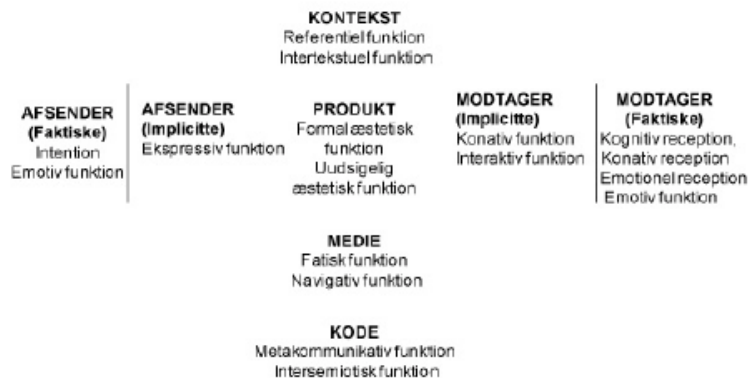 KONTEKST
Referentiel funktion
Intertekstuel funktion
AFSENDER
(Faktiske)
Intention
Emotiv funktion
AFSENDER
(Implicitte)
Ekspressiv funktion
PRODUKT
Formal æstetisk
funktion
Uudsigelig
æstetisk funktion
MODTAGER
(Implicitte)
Konativ funktion
Interaktiv funktion
MODTAGER
(Faktiske)
Kognitiv reception,
Konativ reception
Emotionel reception
Emotiv funktion
MEDIE
Fatisk funktion
Navigativ funktion
KODE
Metakommunikativ funktion
Intersemiotisk funktion